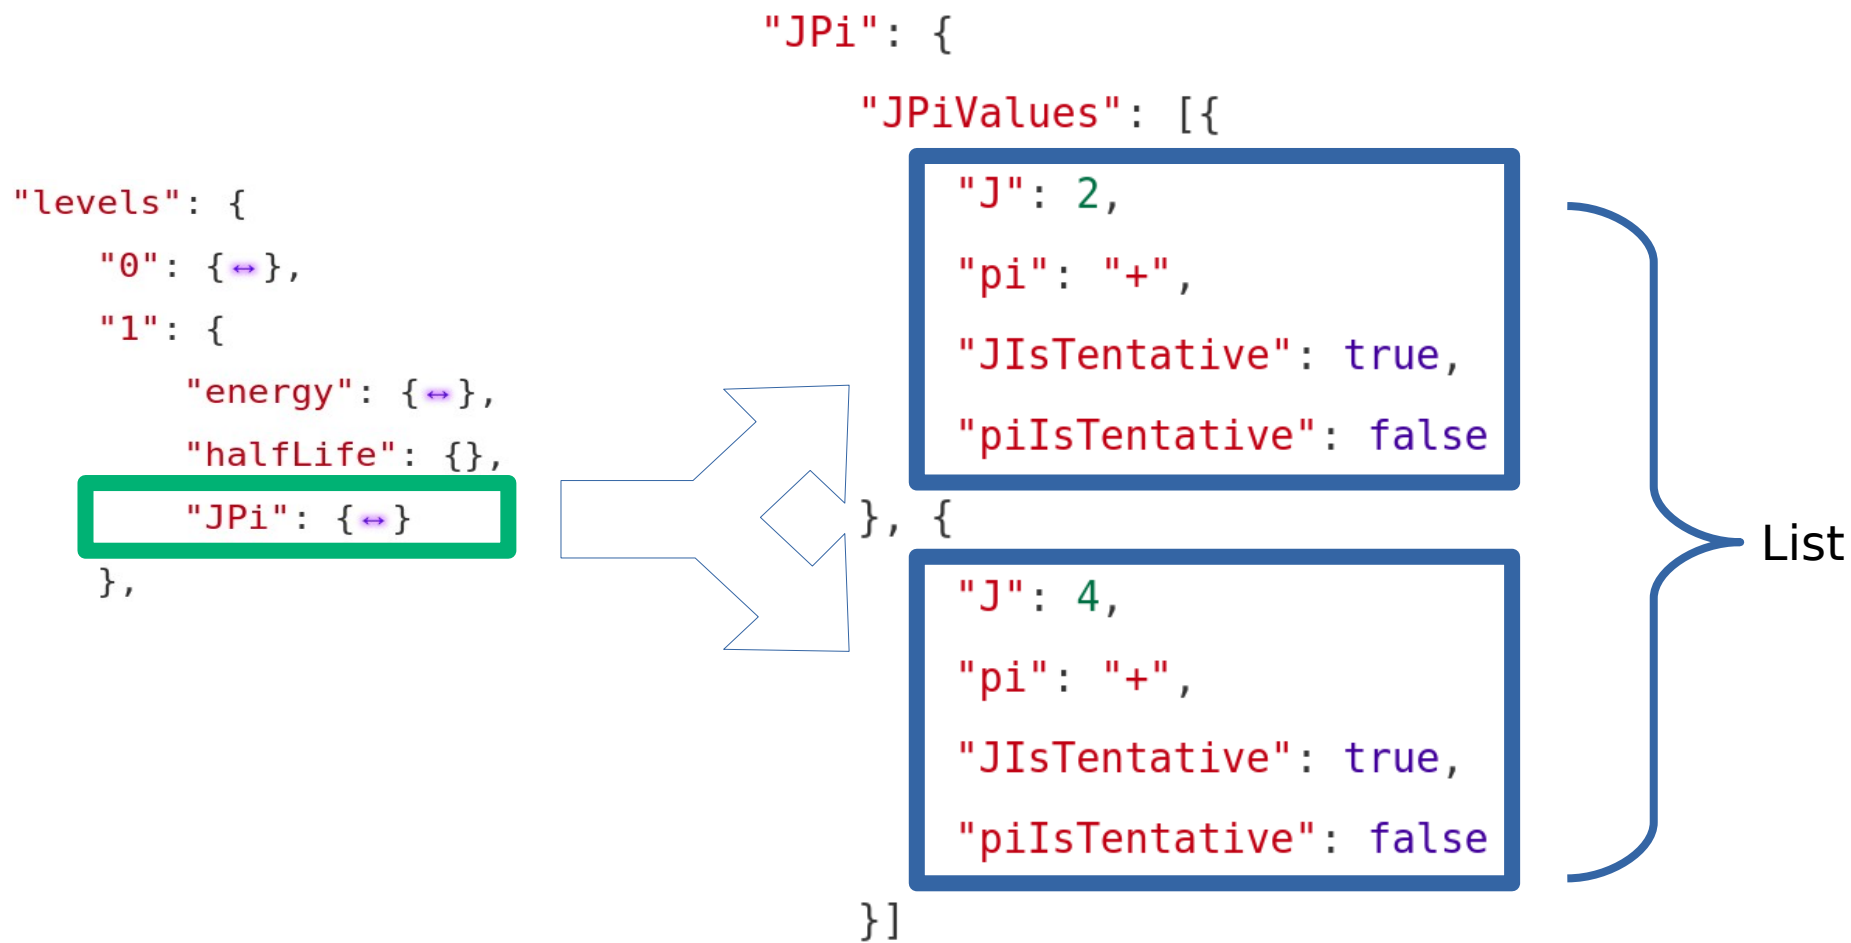 "levels": {
"0": {↔},
"1": {
"energy": {↔},
"halfLife": {},
"JPi": {↔}
},
"JPi": {
"JPiValues": [{
"J": 2,
"pi": "+",
"JIsTentative": true,
"piIsTentative": false
}, {
"J": 4,
"pi": "+",
"JIsTentative": true,
"piIsTentative": false
}]
List